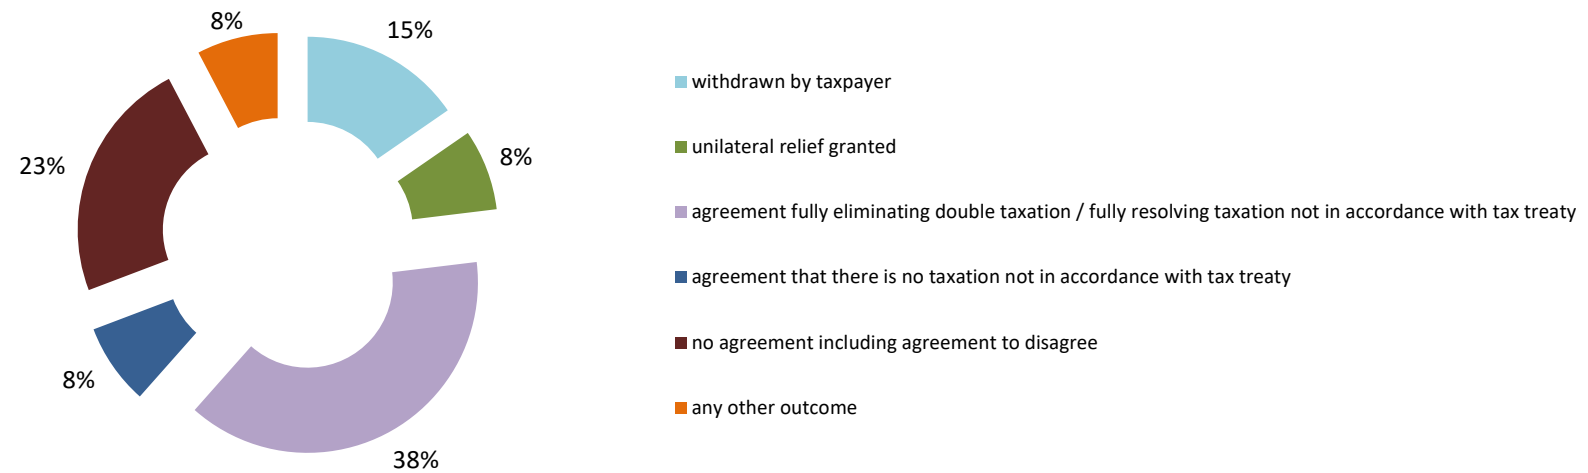 8%
15%
8%
23%
8%
38%
withdrawn by taxpayer
unilateral relief granted
agreement fully eliminating double taxation / fully resolving taxation not in accordance with tax treaty
agreement that there is no taxation not in accordance with tax treaty
no agreement including agreement to disagree
any other outcome